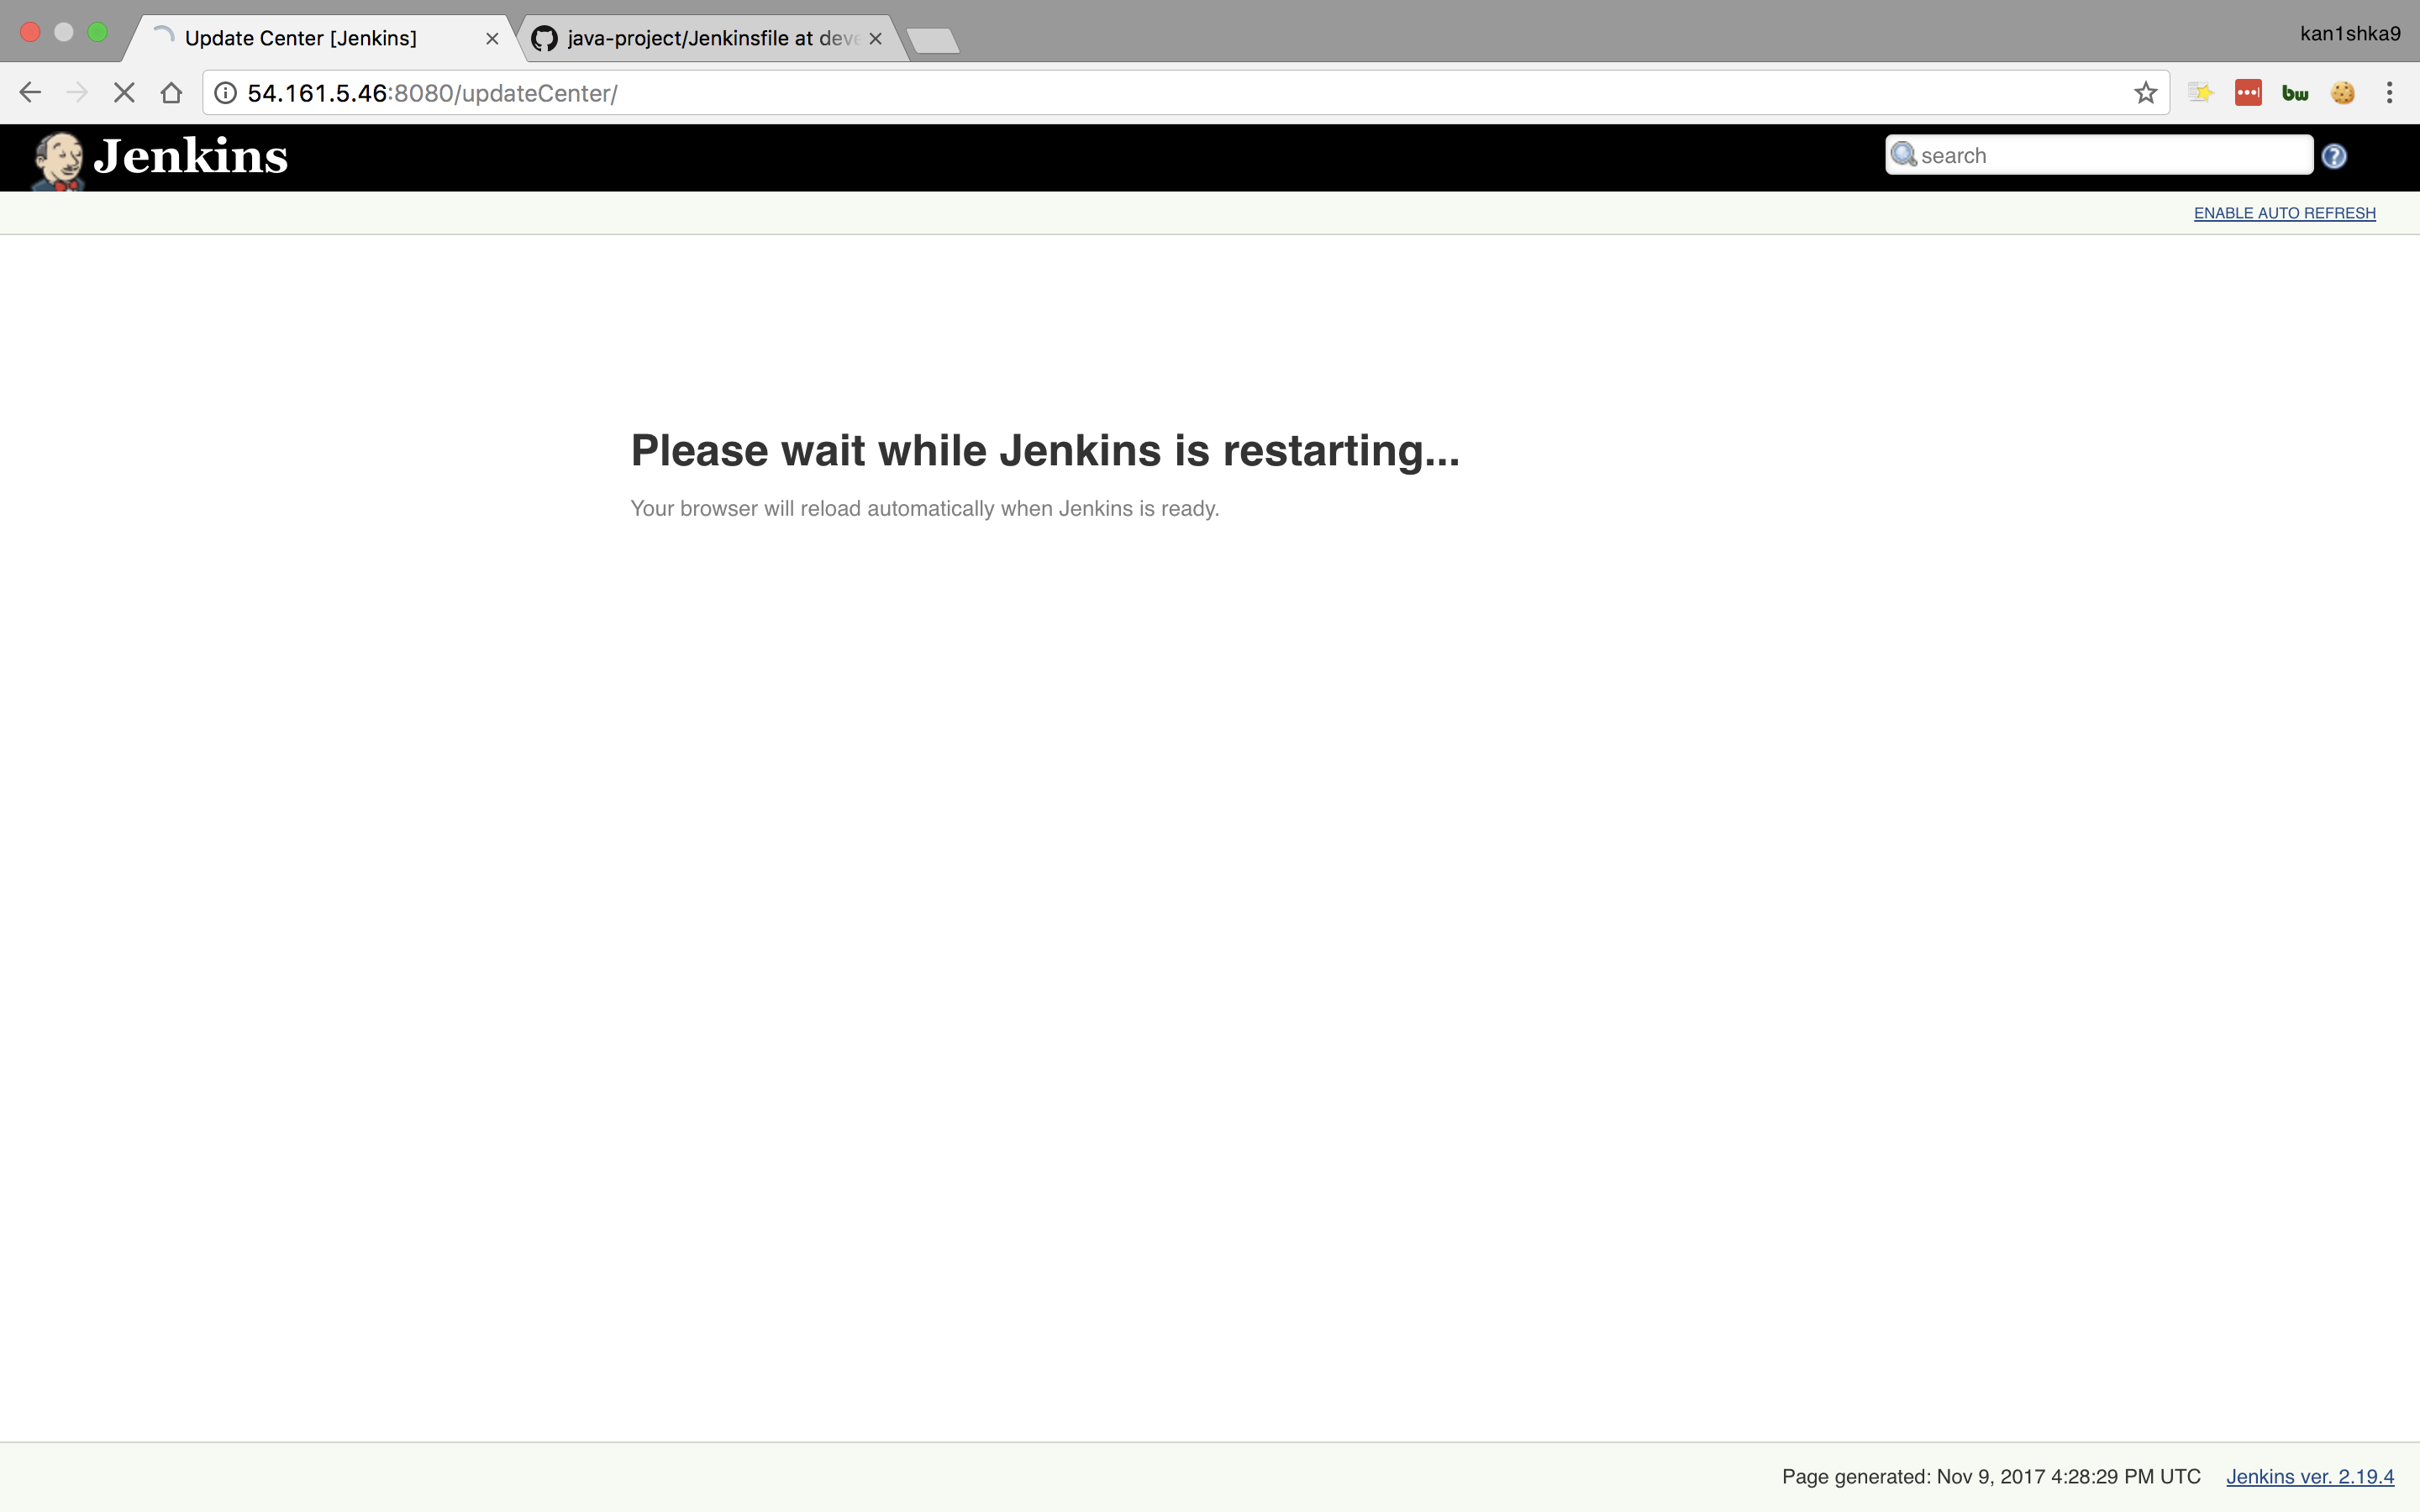 Update Center [Jenkins]
java-project/Jenkinsfile at deve
kan1shka9
54.161.5.46:8080/updateCenter/
bw
Jenkins
search
ENABLE AUTO REFRESH
Please wait while Jenkins is restarting...
Your browser will reload automatically when Jenkins is ready.
Page generated: Nov 9, 2017 4:28:29 PM UTC
Jenkins ver. 2.19.4